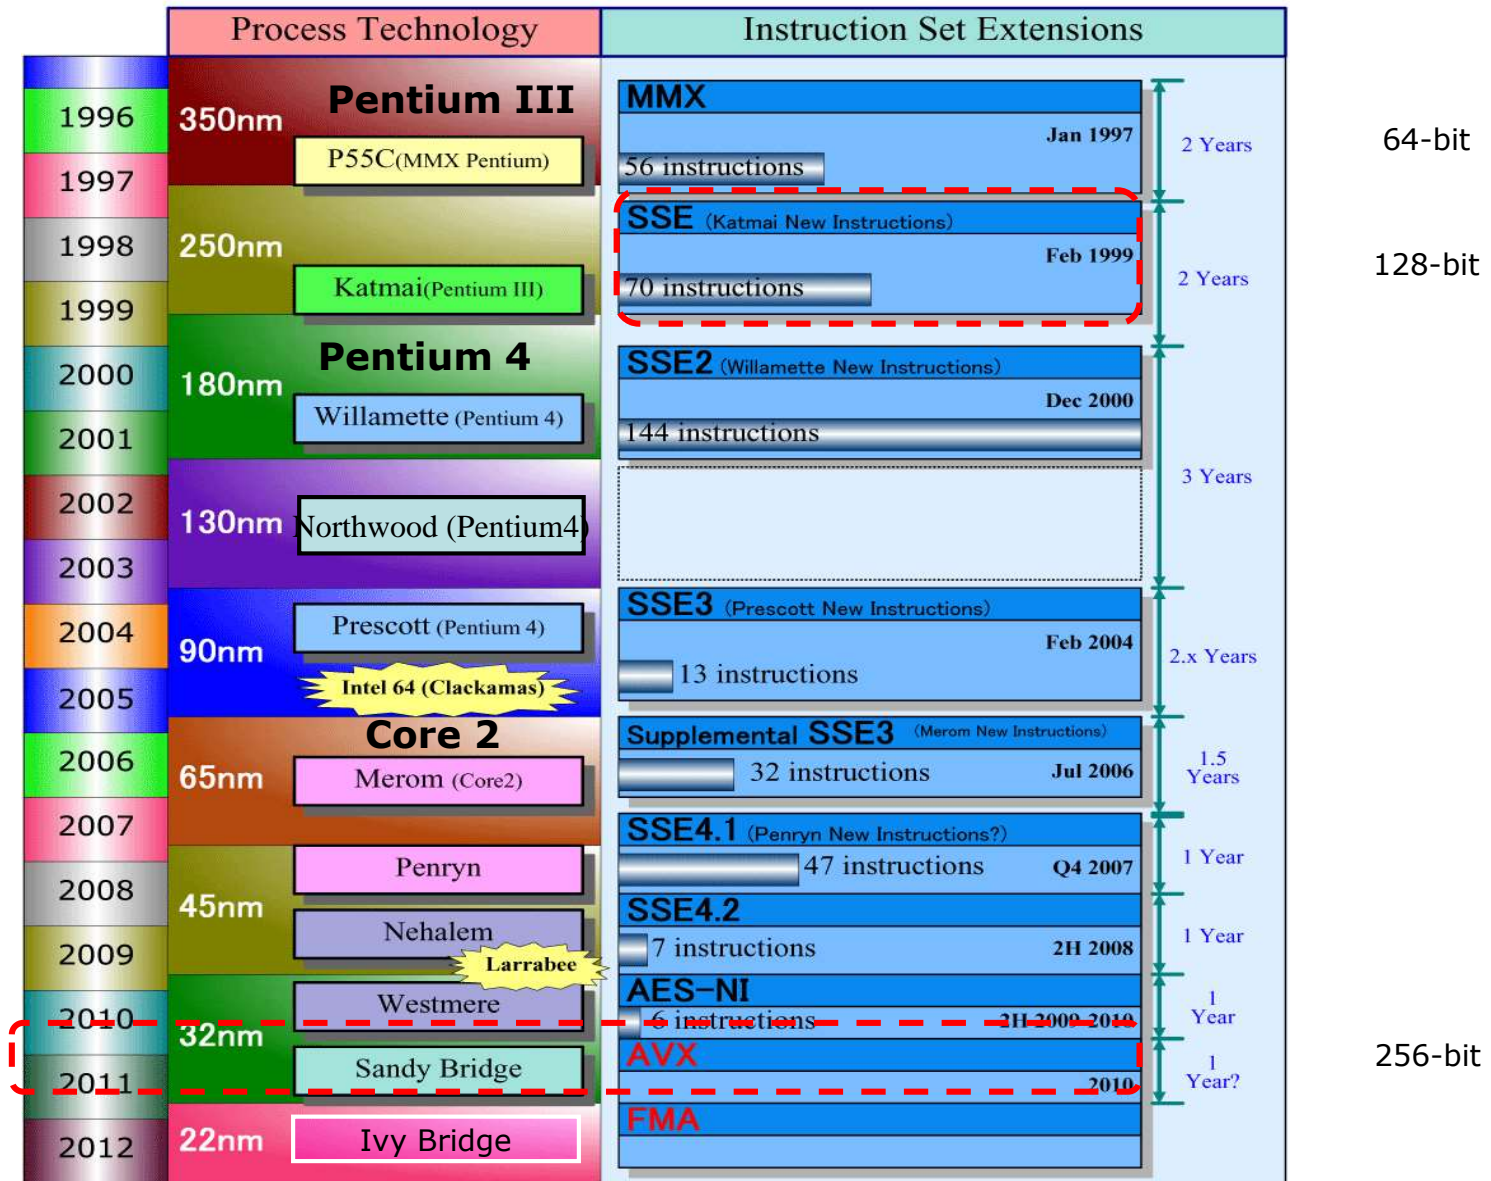 Process Technology
Instruction Set Extensions
1996
1997
1998
1999
2000
2001
2002
2003
2004
2005
2006
2007
2008
2009
2010
2011
2012
350nm
Pentium III
P55C(MMX Pentium)
250nm
Katmai(Pentium III)
Pentium 4
180nm
Willamette (Pentium 4)
130nm
Northwood (Pentium4)
Prescott (Pentium 4)
90nm
Intel 64 (Clackamas)
Core 2
65nm
Merom (Core2)
Penryn
45nm
Nehalem
Larrabee
Westmere
32nm
Sandy Bridge
22nm
Ivy Bridge
MMX
Jan 1997
56 instructions
SSE (Katmai New Instructions)
Feb 1999
70 instructions
SSE2 (Willamette New Instructions)
Dec 2000
144 instructions
SSE3 (Prescott New Instructions)
Feb 2004
13 instructions
Supplemental SSE3 (Merom New Instructions)
32 instructions
Jul 2006
SSE4.1 (Penryn New Instructions?)
47 instructions
Q4 2007
SSE4.2
7 instructions
2H 2008
AES-NI
6 instructions
2H 2009-2010
AVX
2010
FMA
2 Years
2 Years
3 Years
2.x Years
1.5
Years
1 Year
1 Year
1
Year
1
Year?
64-bit
128-bit
256-bit